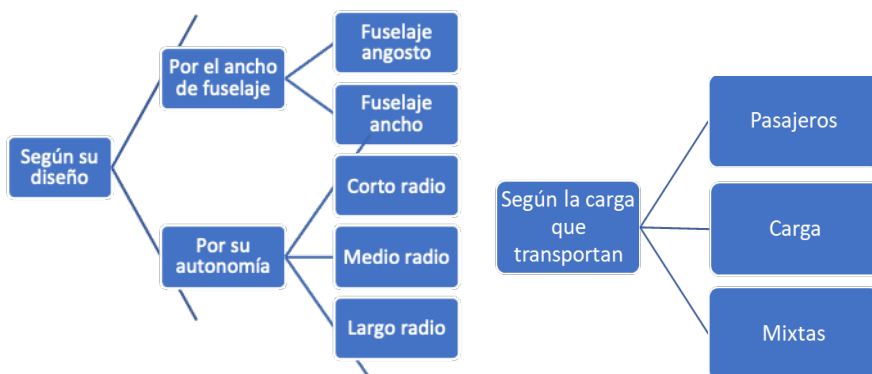 Según su
diseño
Por el ancho
de fuselaje
Fuselaje
angosto
Fuselaje
ancho
Por su
autonomía
Corto radio
Medio radio
Largo radio
Según la carga
que
transportan
Pasajeros
Carga
Mixtas